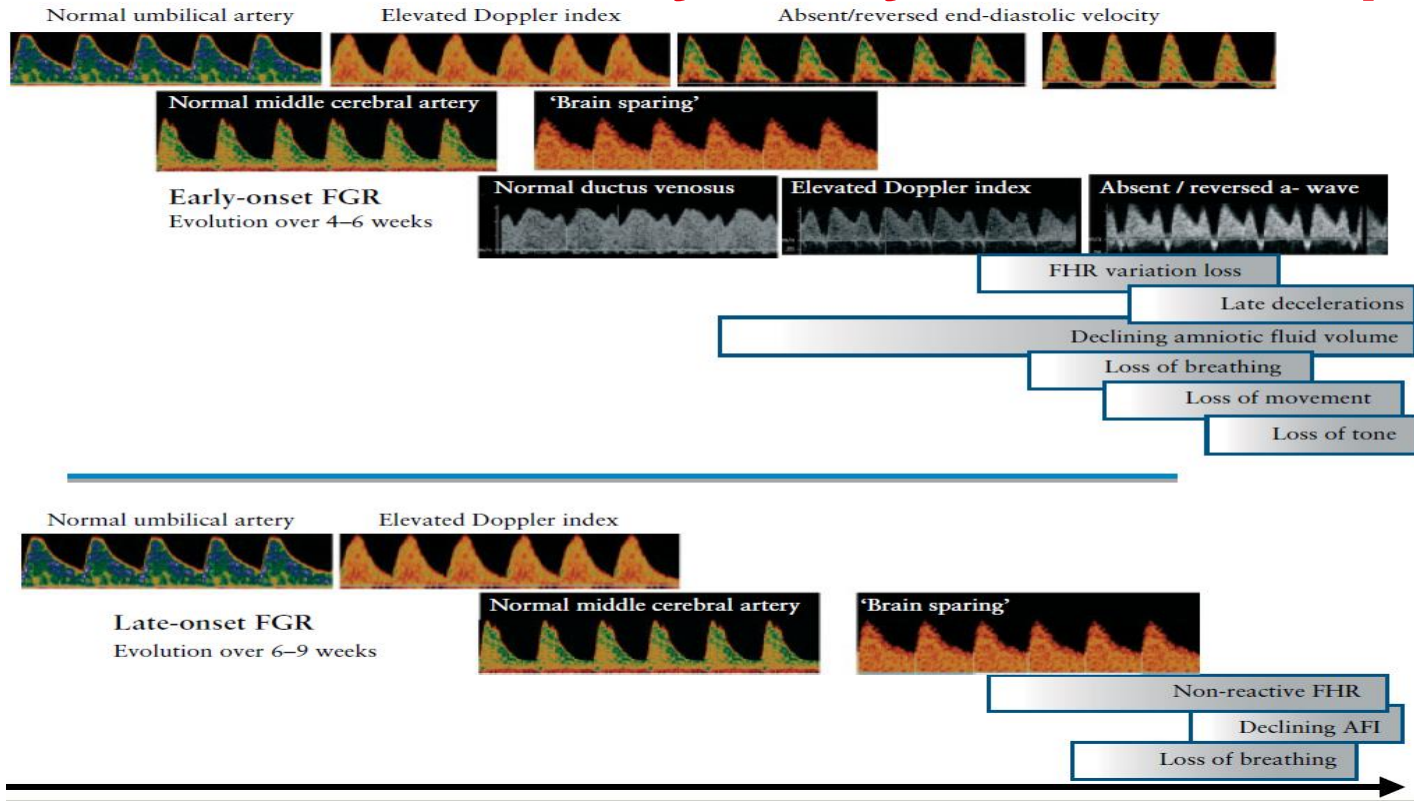 Normal umbilical artery
Elevated Doppler index
Absent/reversed end-diastolic velocity
Normal middle cerebral artery
‘Brain sparing’
Early-onset FGR
Evolution over 4–6 weeks
Normal ductus venosus
Elevated Doppler index
Absent / reversed a- wave
FHR variation loss
Late decelerations
Declining amniotic fluid volume
Loss of breathing
Loss of movement
Loss of tone
Normal umbilical artery
Elevated Doppler index
Late-onset FGR
Evolution over 6–9 weeks
Normal middle cerebral artery
‘Brain sparing’
Non-reactive FHR
Declining AFI
Loss of breathing